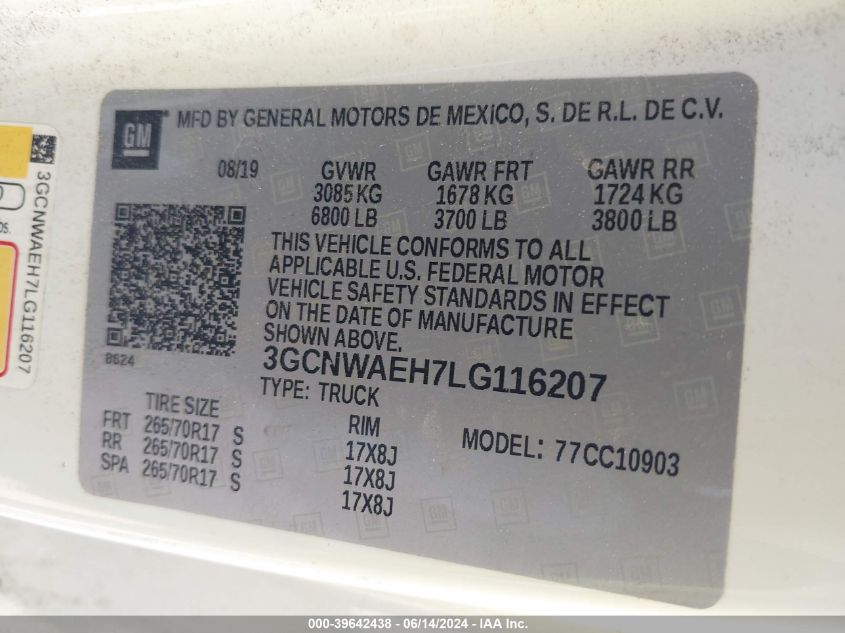 GM
MFD BY GENERAL MOTORS DE MEXICO, S. DE R.L. DE C.V.
08/19 GVWR GAWR FRT GAWR RR
3085 KG 1678 KG 1724 KG
6800 LB 3700 LB 3800 LB
THIS VEHICLE CONFORMS TO ALL
APPLICABLE U.S. FEDERAL MOTOR
VEHICLE SAFETY STANDARDS IN EFFECT
ON THE DATE OF MANUFACTURE
SHOWN ABOVE.
8624
3GCNWAEH7LG116207
TYPE: TRUCK
TIRE SIZE RIM MODEL: 77CC10903
FRT 265/70R17 S 17X8J
RR 265/70R17 S 17X8J
SPA 265/70R17 S 17X8J
3GCNWAEH7LG116207
000-39642438 - 06/14/2024 - IAA Inc.